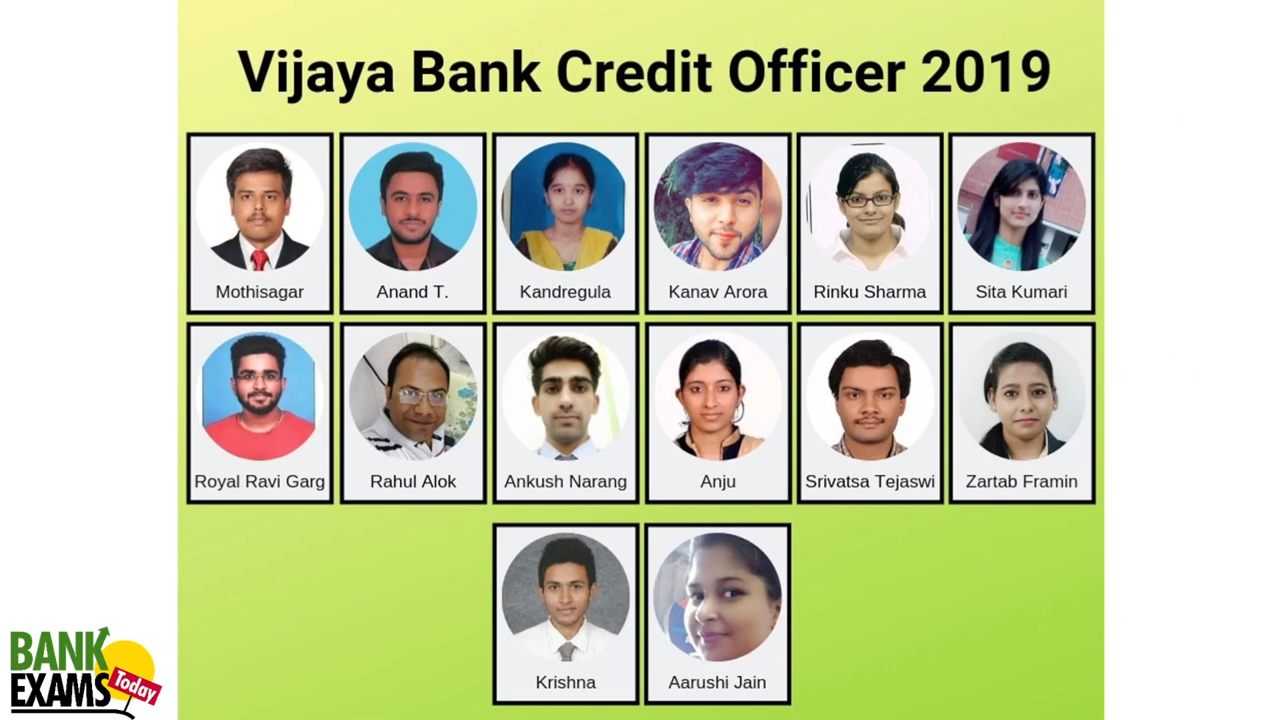 Vijaya Bank Credit Officer 2019
Mothisagar
Anand T.
Kandregula
Kanav Arora
Rinku Sharma
Sita Kumari
Royal Ravi Garg
Rahul Alok
Ankush Narang
Anju
Srivatsa Tejaswi
Zartab Framin
Krishna
Aarushi Jain
BANK
EXAMS
Today